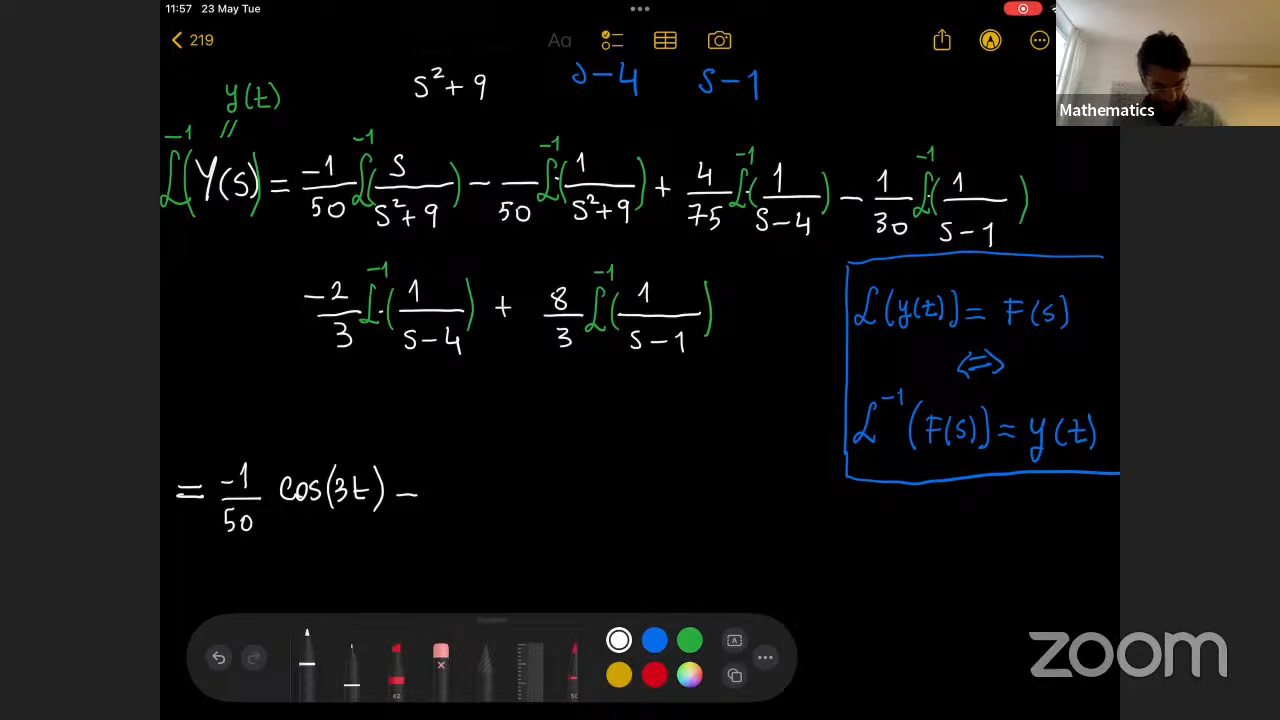 11:57 23 May Tue
219
Aa
Mathematics
s²+9 s-4 s-1
y(t)
//
ℒ⁻¹(Y(s)) = -1/50 ℒ⁻¹(s/(s²+9)) - /50 ℒ⁻¹(1/(s²+9)) + 4/75 ℒ⁻¹(1/(s-4)) - 1/30 ℒ⁻¹(1/(s-1))
-2/3 ℒ⁻¹(1/(s-4)) + 8/3 ℒ⁻¹(1/(s-1))
ℒ(y(t)) = F(s)
⇔
ℒ⁻¹(F(s)) = y(t)
= -1/50 cos(3t) -
zoom